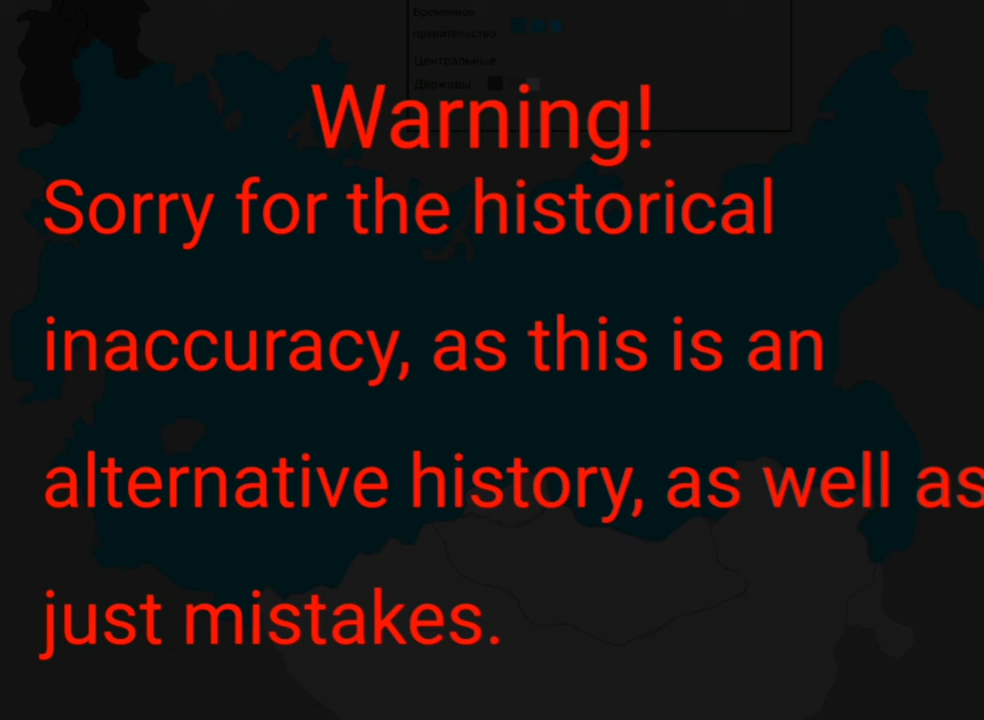 Временное
правительство
Центральные
Державы
Warning!
Sorry for the historical
inaccuracy, as this is an
alternative history, as well as
just mistakes.